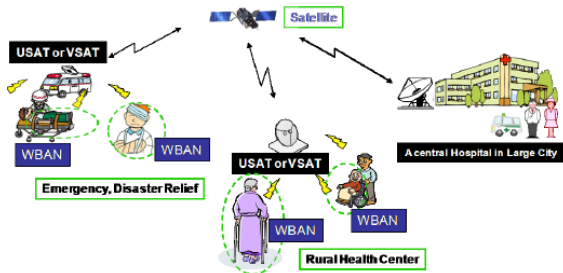 Satellite
USAT or VSAT
WBAN
WBAN
Emergency, Disaster Relief
USAT or VSAT
WBAN
WBAN
Rural Health Center
A central Hospital in Large City